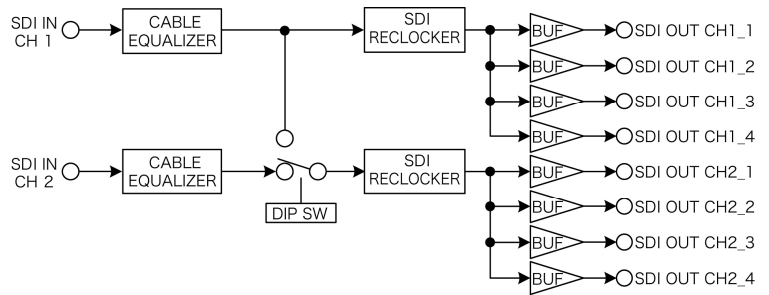 SDI IN
CH 1
CABLE
EQUALIZER
SDI
RECLOCKER
BUF
SDI OUT CH1_1
BUF
SDI OUT CH1_2
BUF
SDI OUT CH1_3
BUF
SDI OUT CH1_4
SDI IN
CH 2
CABLE
EQUALIZER
DIP SW
SDI
RECLOCKER
BUF
SDI OUT CH2_1
BUF
SDI OUT CH2_2
BUF
SDI OUT CH2_3
BUF
SDI OUT CH2_4